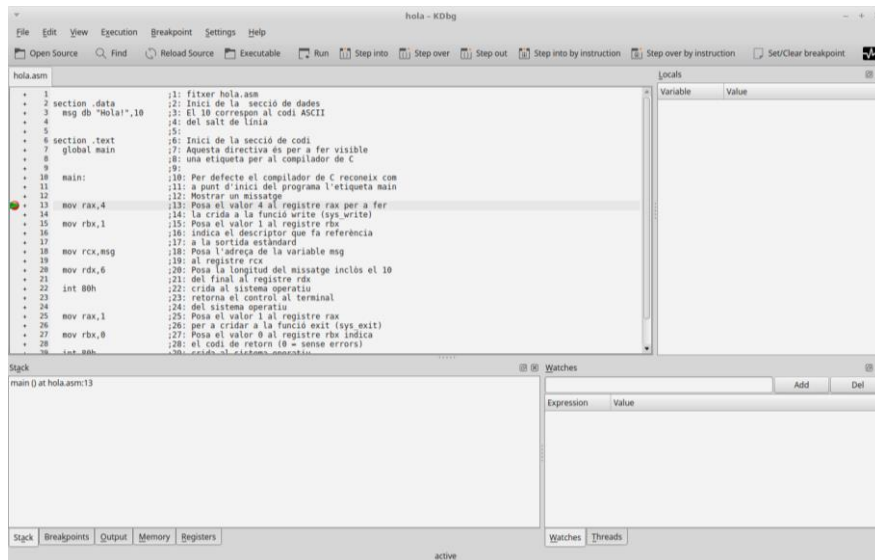 hola – KDbg
File Edit View Execution Breakpoint Settings Help
Open Source Find Reload Source Executable Run Step into Step over Step out Step into by instruction Step over by instruction Set/Clear breakpoint
hola.asm
1 ;1: fitxer hola.asm
2 section .data ;2: Inici de la secció de dades
3 msg db "Hola!",10 ;3: El 10 correspon al codi ASCII
4 ;4: del salt de línia
5 ;5:
6 section .text ;6: Inici de la secció de codi
7 global main ;7: Aquesta directiva és per a fer visible
8 ;8: una etiqueta per al compilador de C
9 ;9:
10 main: ;10: Per defecte el compilador de C reconeix com
11 ;11: a punt d'inici del programa l'etiqueta main
12 ;12: Mostrar un missatge
13 mov rax,4 ;13: Posa el valor 4 al registre rax per a fer
14 ;14: la crida a la funció write (sys_write)
15 mov rbx,1 ;15: Posa el valor 1 al registre rbx
16 ;16: indica el descriptor que fa referència
17 ;17: a la sortida estàndard
18 mov rcx,msg ;18: Posa l'adreça de la variable msg
19 ;19: al registre rcx
20 mov rdx,6 ;20: Posa la longitud del missatge inclòs el 10
21 ;21: del final al registre rdx
22 int 80h ;22: crida al sistema operatiu
23 ;23: retorna el control al terminal
24 ;24: del sistema operatiu
25 mov rax,1 ;25: Posa el valor 1 al registre rax
26 ;26: per a cridar a la funció exit (sys_exit)
27 mov rbx,0 ;27: Posa el valor 0 al registre rbx indica
28 ;28: el codi de retorn (0 = sense errors)
29 int 80h ;29: crida al sistema operatiu
Locals
Variable Value
Stack
main () at hola.asm:13
Stack Breakpoints Output Memory Registers
Watches
Add Del
Expression Value
Watches Threads
active